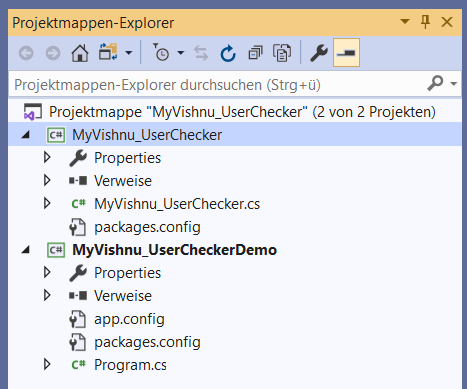 Projektmappen-Explorer
Projektmappen-Explorer durchsuchen (Strg+ü)
Projektmappe "MyVishnu_UserChecker" (2 von 2 Projekten)
C# MyVishnu_UserChecker
Properties
Verweise
C# MyVishnu_UserChecker.cs
packages.config
C# MyVishnu_UserCheckerDemo
Properties
Verweise
app.config
packages.config
C# Program.cs